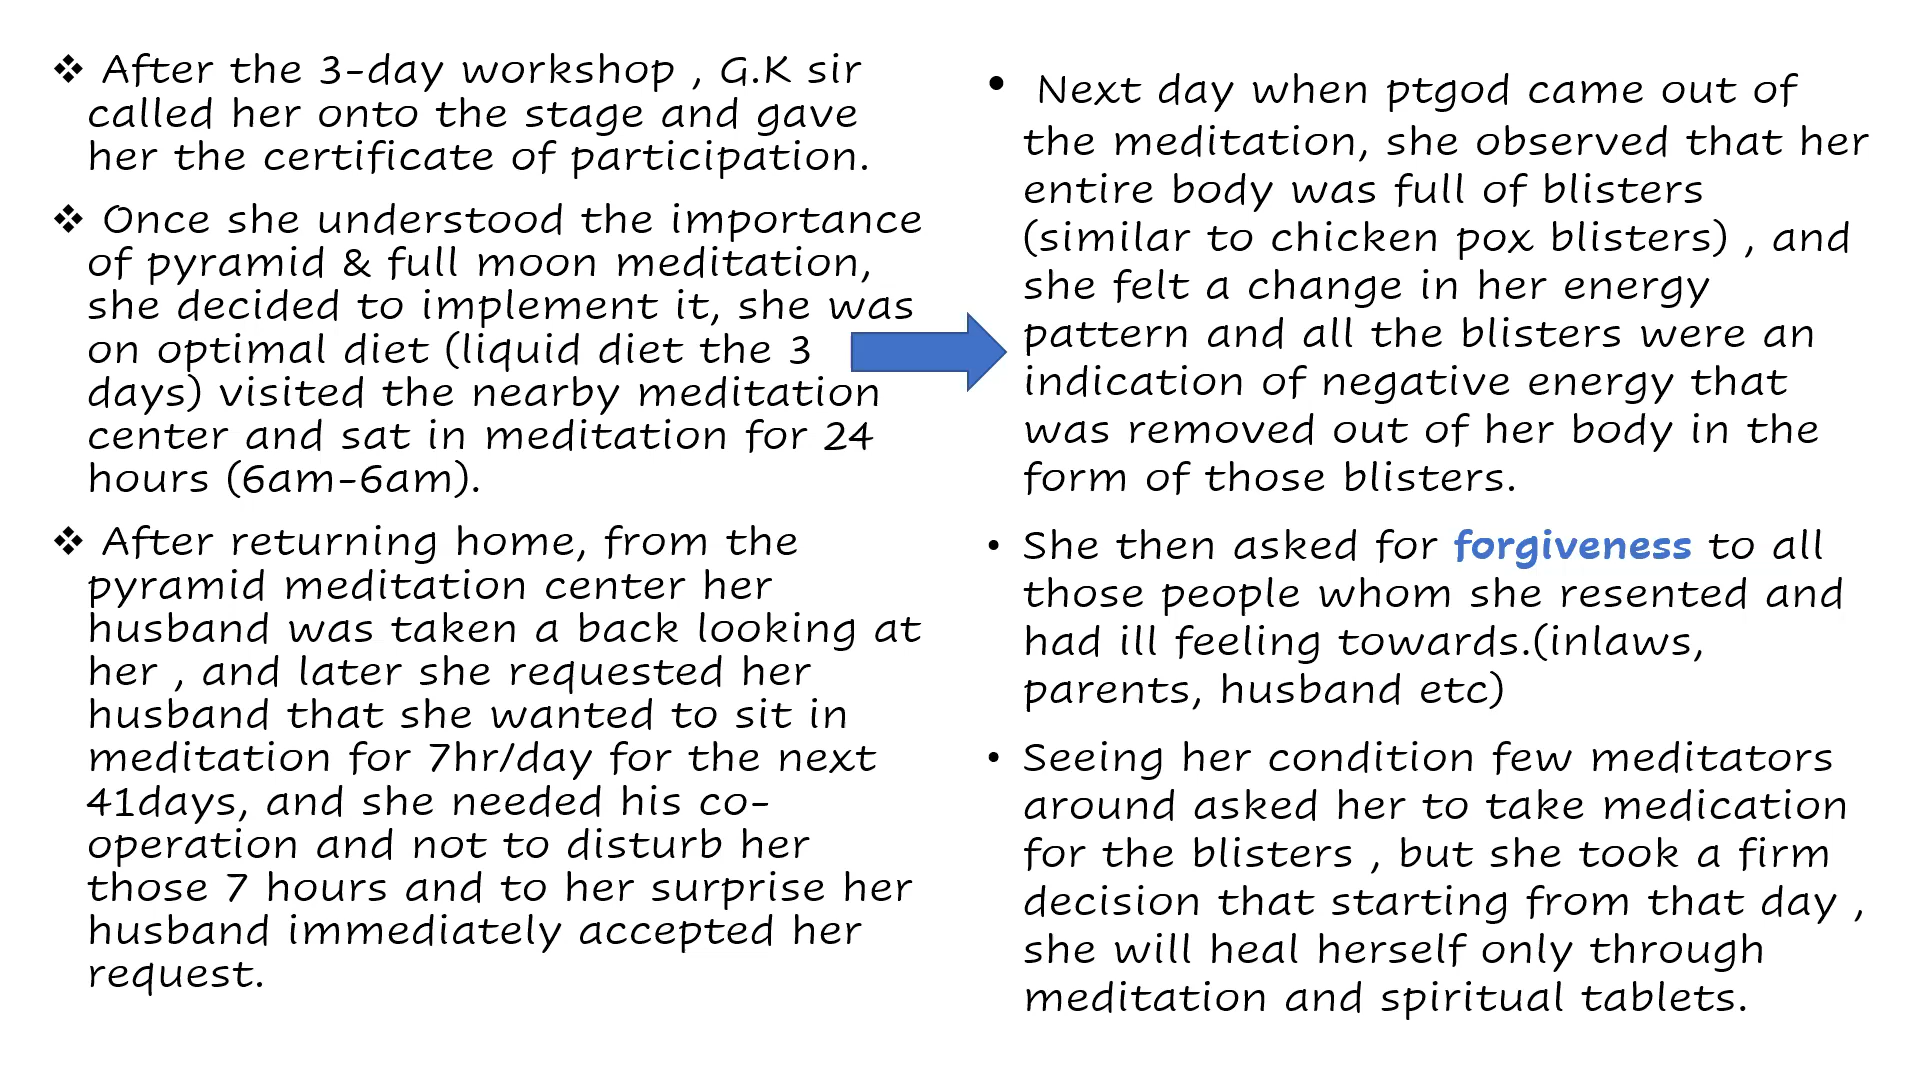 ❖ After the 3-day workshop , G.K sir
called her onto the stage and gave
her the certificate of participation.
❖ Once she understood the importance
of pyramid & full moon meditation,
she decided to implement it, she was
on optimal diet (liquid diet the 3
days) visited the nearby meditation
center and sat in meditation for 24
hours (6am-6am).
❖ After returning home, from the
pyramid meditation center her
husband was taken a back looking at
her , and later she requested her
husband that she wanted to sit in
meditation for 7hr/day for the next
41days, and she needed his co-
operation and not to disturb her
those 7 hours and to her surprise her
husband immediately accepted her
request.
• Next day when ptgod came out of
the meditation, she observed that her
entire body was full of blisters
(similar to chicken pox blisters) , and
she felt a change in her energy
pattern and all the blisters were an
indication of negative energy that
was removed out of her body in the
form of those blisters.
• She then asked for forgiveness to all
those people whom she resented and
had ill feeling towards.(inlaws,
parents, husband etc)
• Seeing her condition few meditators
around asked her to take medication
for the blisters , but she took a firm
decision that starting from that day ,
she will heal herself only through
meditation and spiritual tablets.